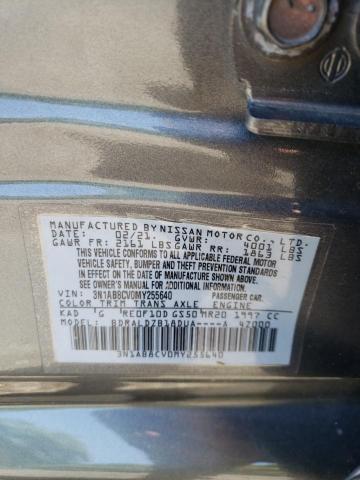 MANUFACTURED BY NISSAN MOTOR CO., LTD.
DATE: 02/21. GVWR: 4001 LBS
GAWR FR: 2161 LBS GAWR RR: 1863 LBS
THIS VEHICLE CONFORMS TO ALL APPLICABLE FEDERAL MOTOR
VEHICLE SAFETY, BUMPER, AND THEFT PREVENTION STANDARDS
IN EFFECT ON THE DATE OF MANUFACTURE SHOWN ABOVE.
SEE OWNER'S MANUAL FOR ADDITIONAL INFORMATION
VIN: 3N1AB8CV0MY255640 PASSENGER CAR.
COLOR TRIM TRANS AXLE ENGINE
KAD G RE0F10D GS50 MR20 1997 CC
MODEL: BDRALDZB18DUA----A 47000
3N1AB8CV0MY255640